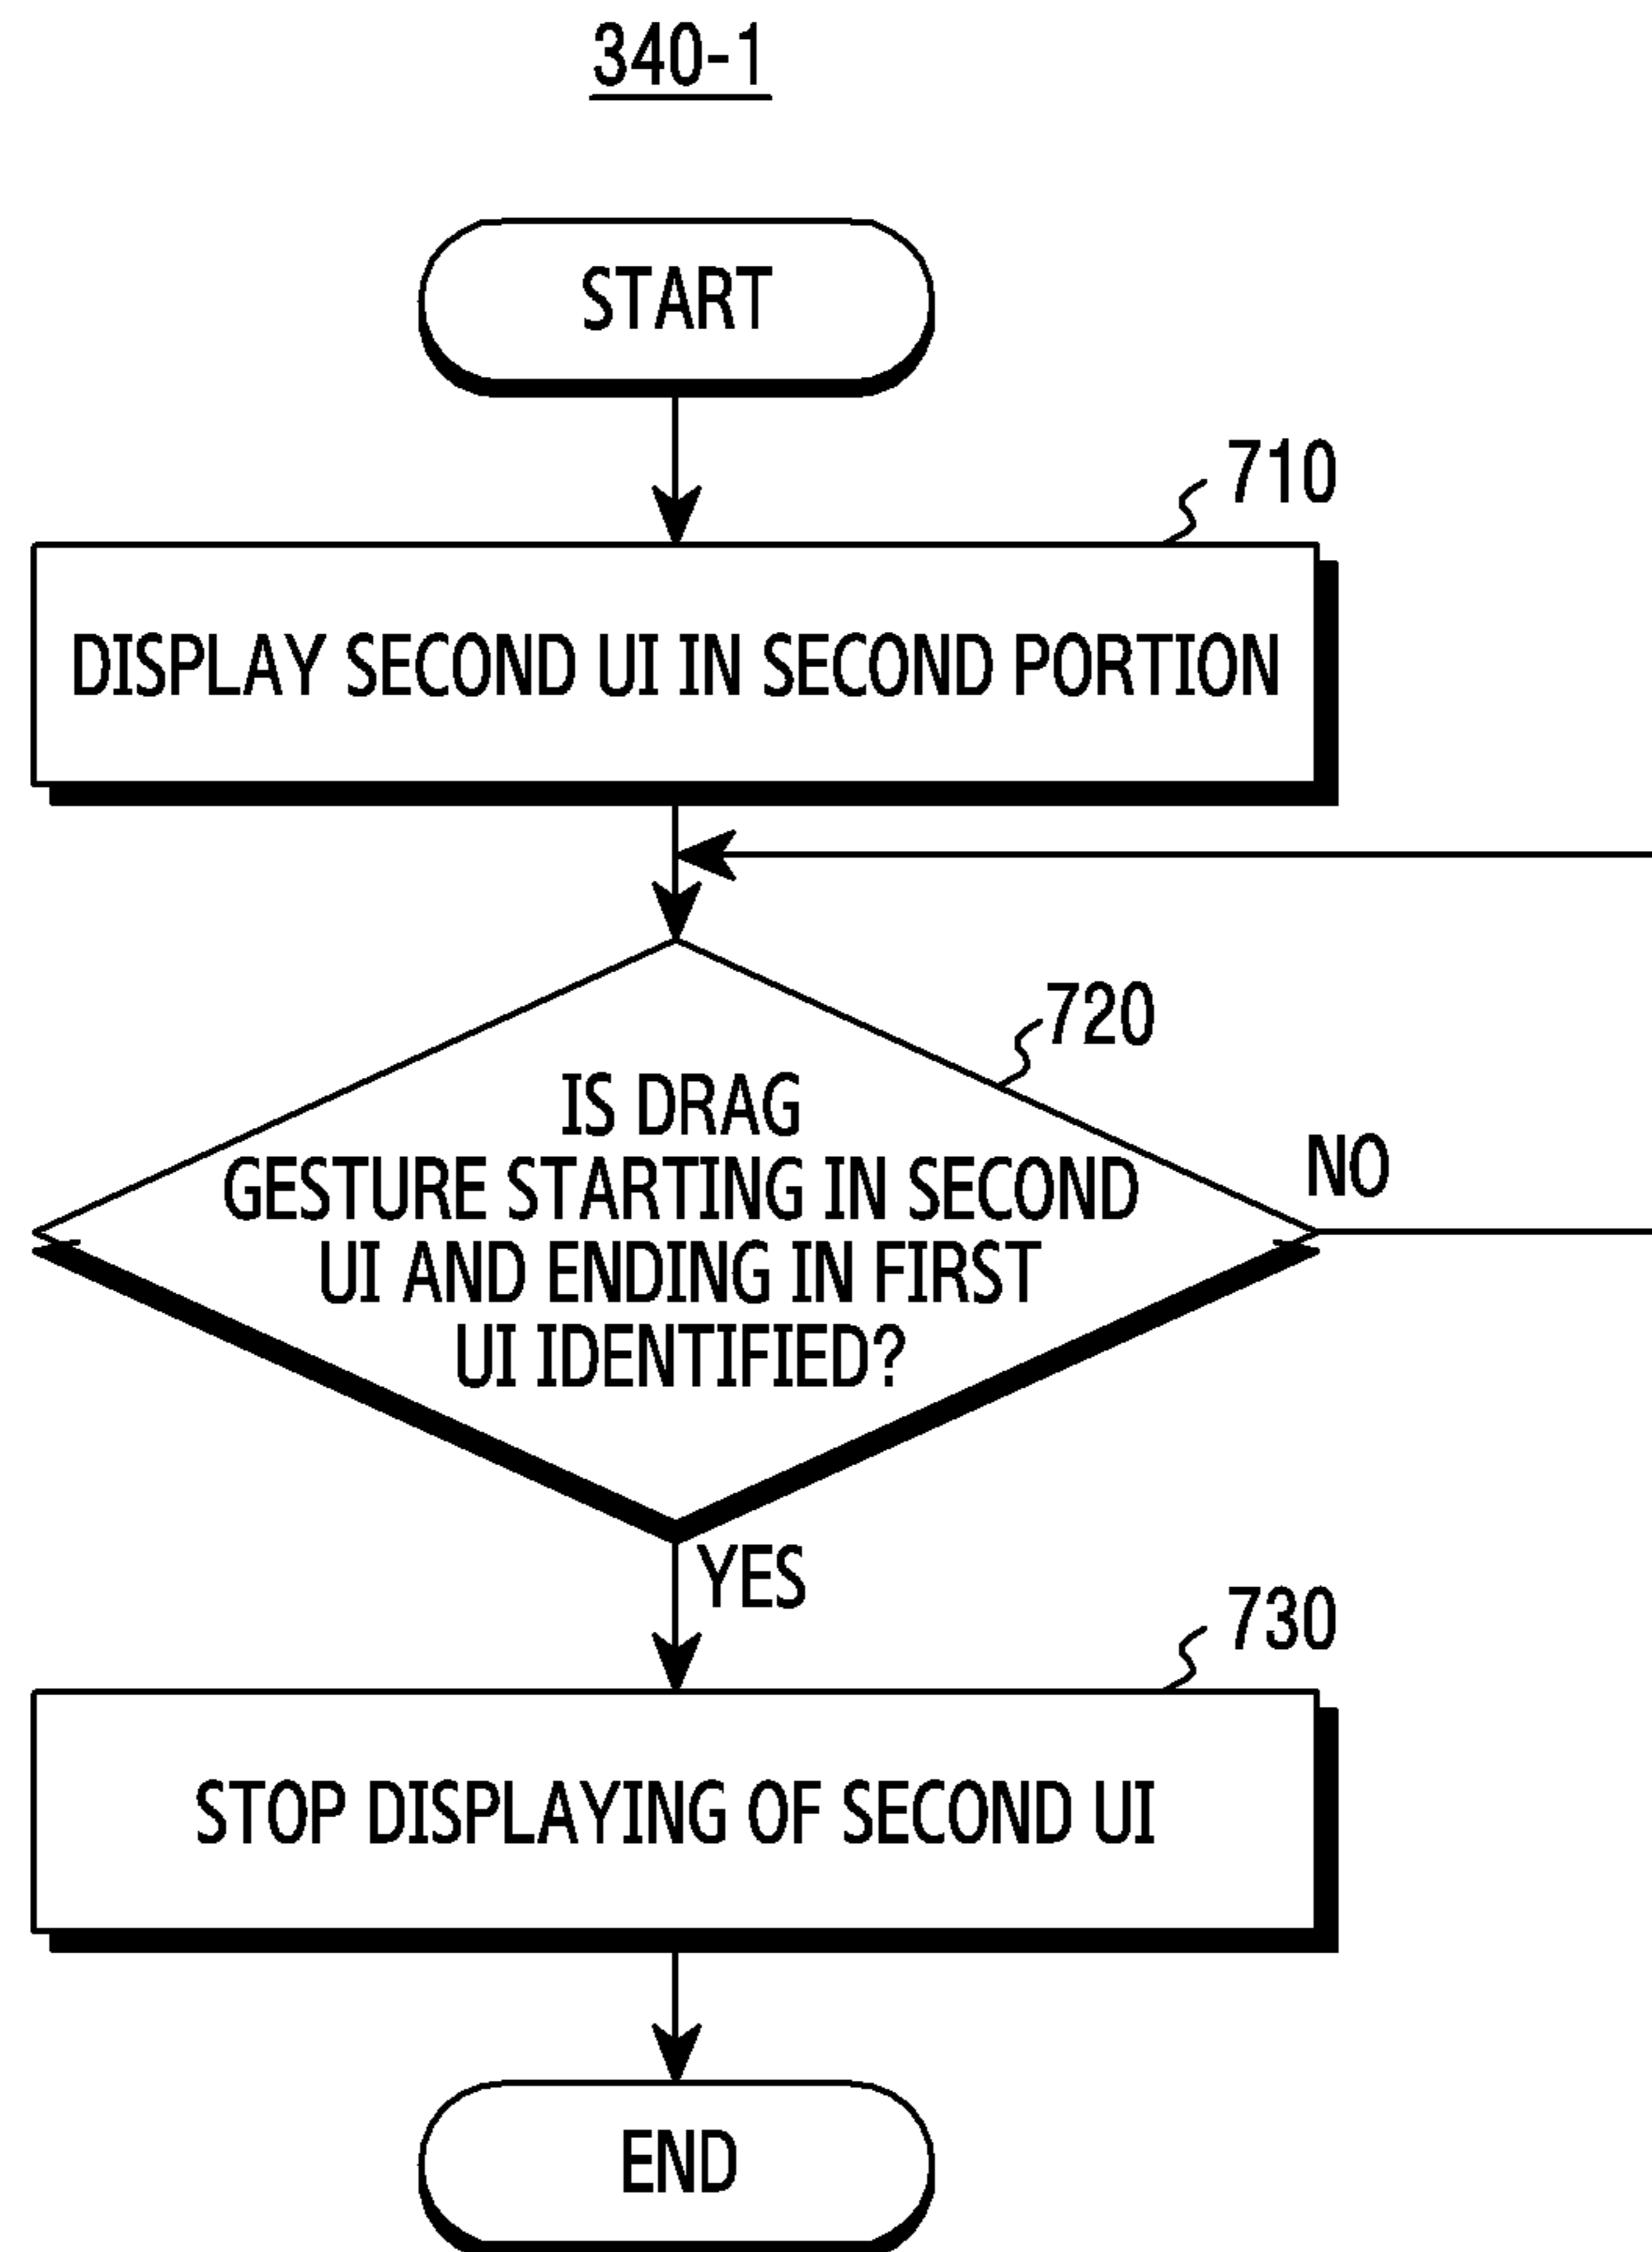 340-1
START
710
DISPLAY SECOND UI IN SECOND PORTION
720
IS DRAG
GESTURE STARTING IN SECOND
UI AND ENDING IN FIRST
UI IDENTIFIED?
NO
YES
730
STOP DISPLAYING OF SECOND UI
END